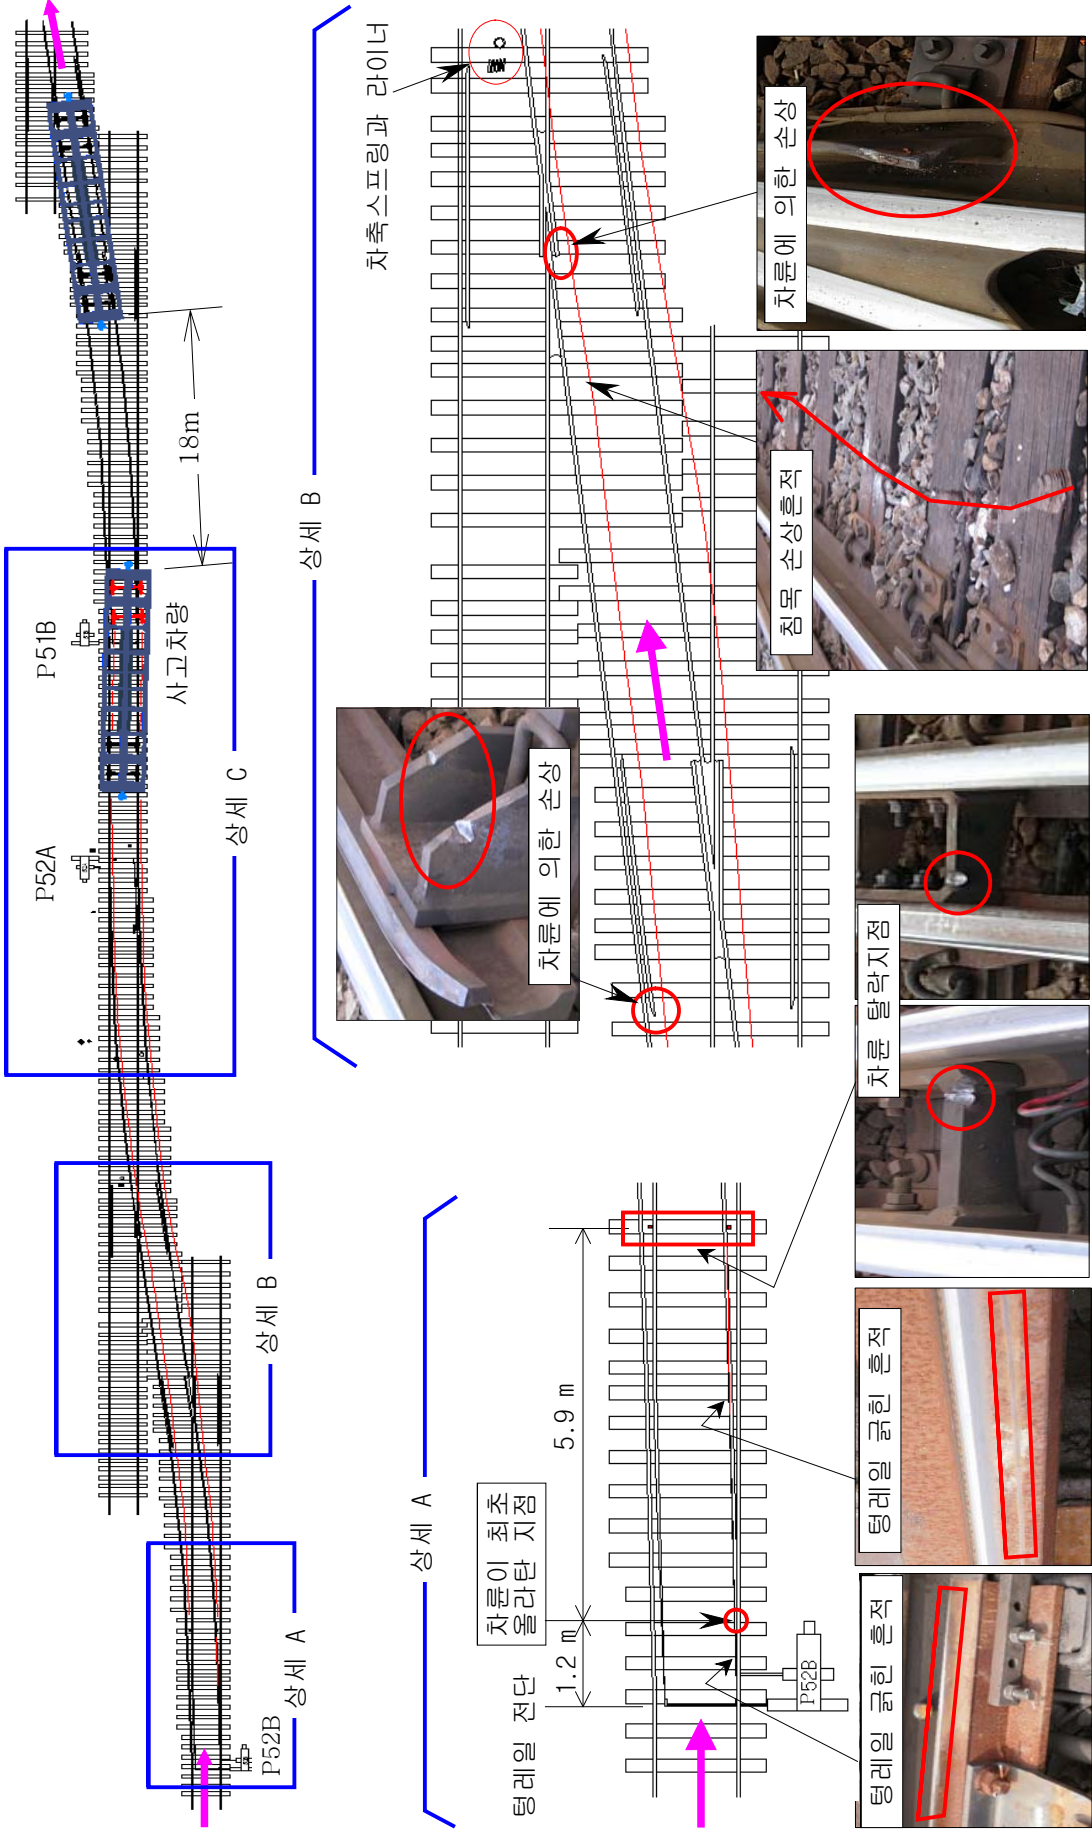 18m
P51B
사고차량
P52A
상세 C
상세 B
P52B
상세 A
상세 B
차축스프링과 라이너
차륜에 의한 손상
차륜에 의한 손상
침목 손상흔적
상세 A
텅레일 전단
1.2 m
차륜이 최초
올라탄 지점
5.9 m
P52B
차륜 탈락지점
텅레일 긁힌 흔적
텅레일 긁힌 흔적